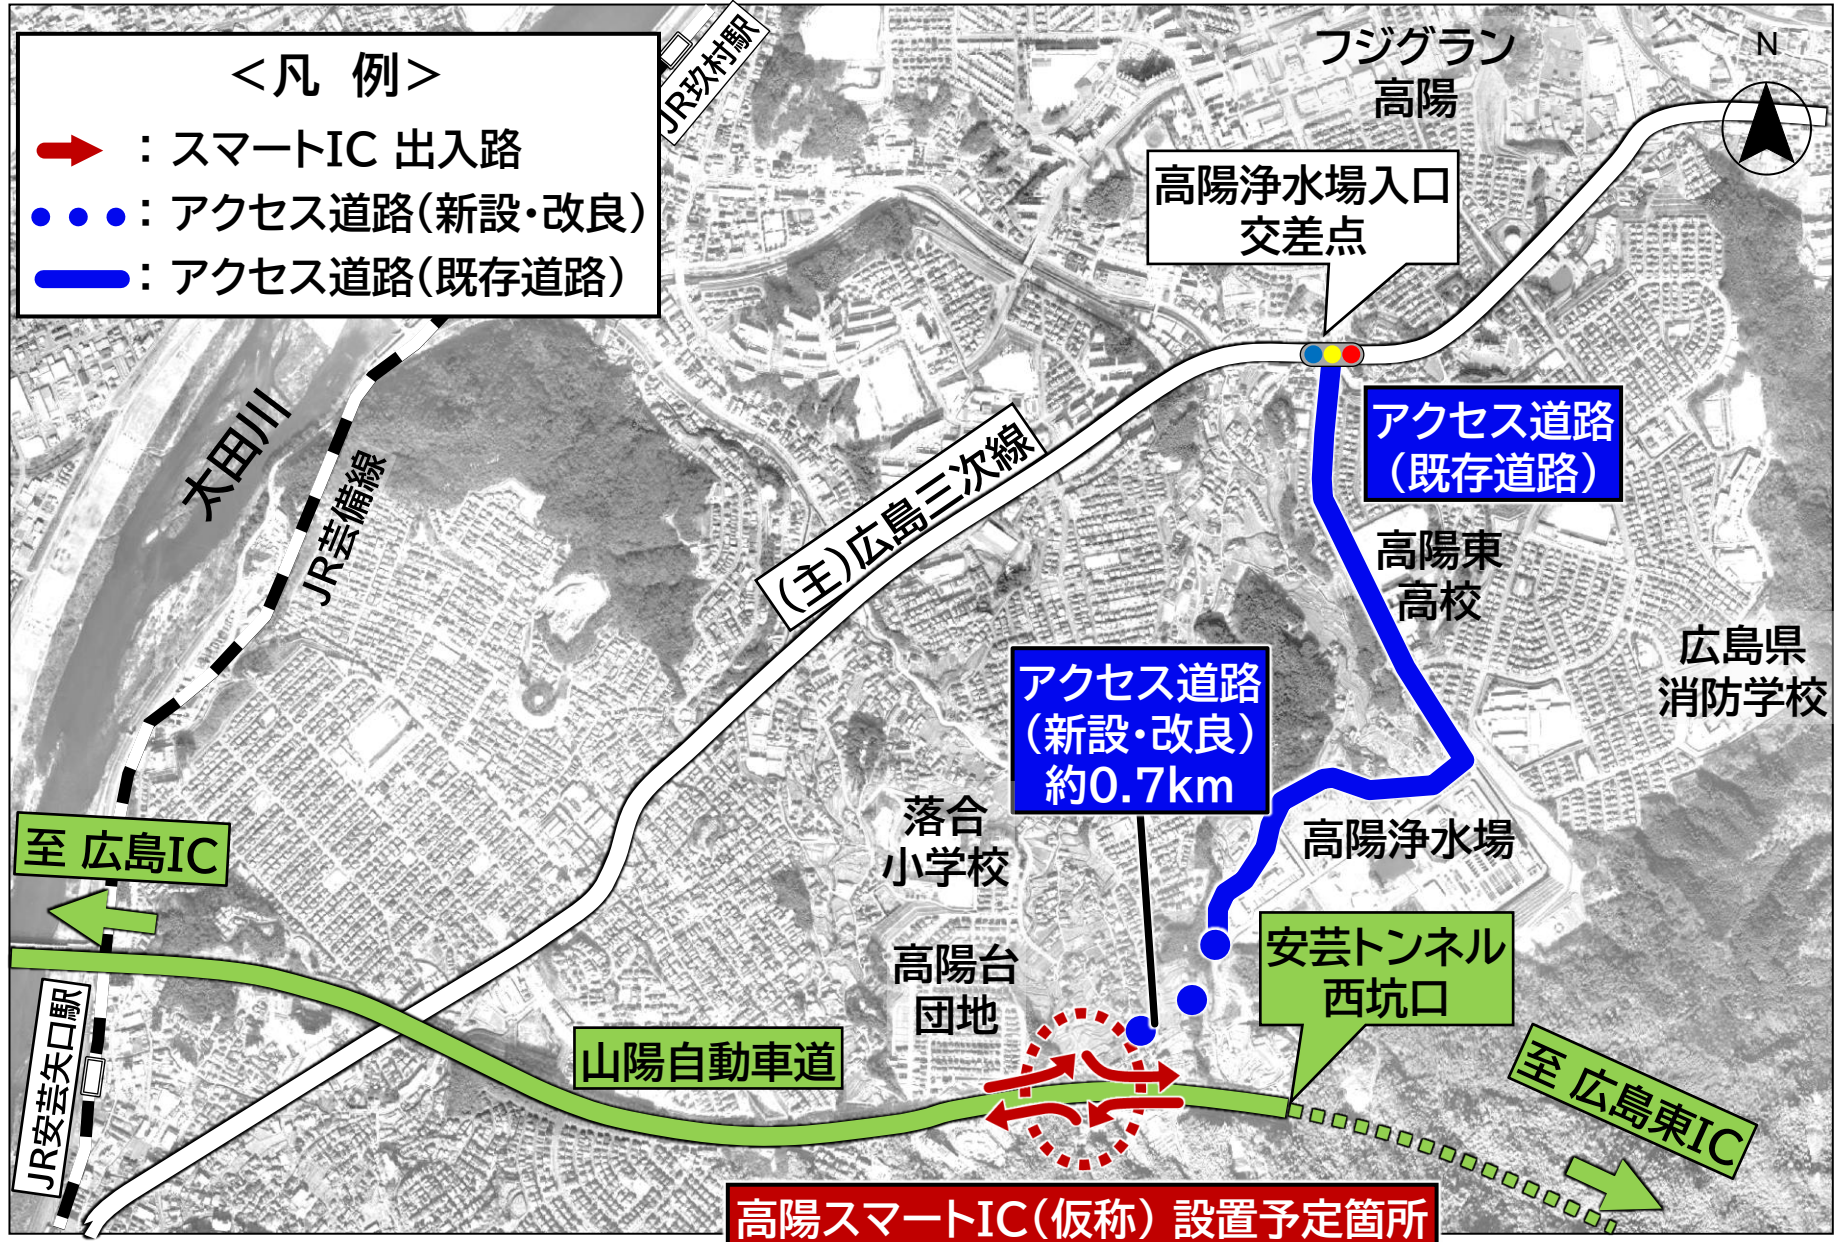 <凡 例>
：スマートIC 出入路
：アクセス道路(新設・改良)
：アクセス道路(既存道路)
JR玖村駅
フジグラン
高陽
N
高陽浄水場入口
交差点
アクセス道路
(既存道路)
太田川
JR芸備線
(主)広島三次線
高陽東
高校
広島県
消防学校
アクセス道路
(新設・改良)
約0.7km
落合
小学校
高陽浄水場
至 広島IC
高陽台
団地
安芸トンネル
西坑口
JR安芸矢口駅
山陽自動車道
至 広島東IC
高陽スマートIC(仮称) 設置予定箇所